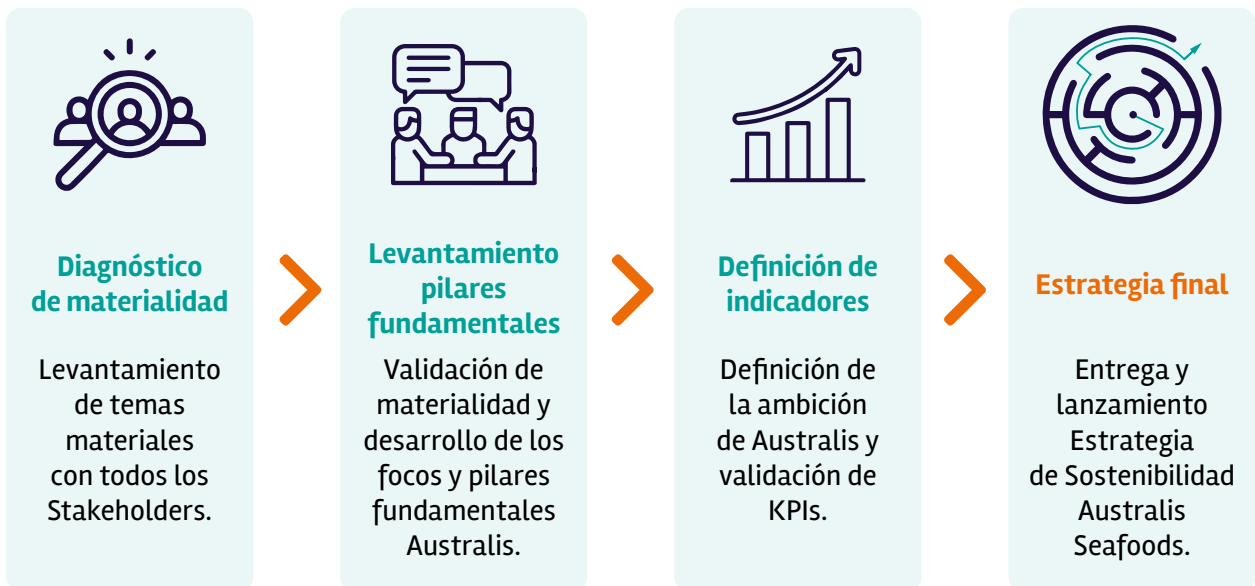 Diagnóstico
de materialidad
Levantamiento
de temas
materiales
con todos los
Stakeholders.
Levantamiento
pilares
fundamentales
Validación de
materialidad y
desarrollo de los
focos y pilares
fundamentales
Australis.
Definición de
indicadores
Definición de
la ambición
de Australis y
validación de
KPIs.
Estrategia final
Entrega y
lanzamiento
Estrategia
de Sostenibilidad
Australis
Seafoods.